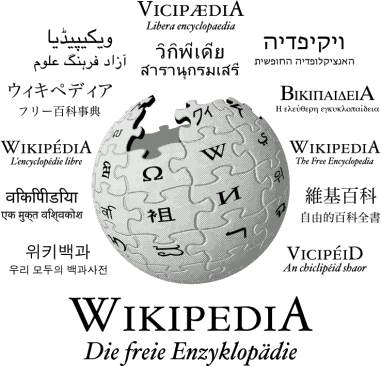 VICIPÆDIA
Libera encyclopaedia
ويکيپيڈيا
آزاد فرہنگ علوم
วิกิพีเดีย
สารานุกรมเสรี
ויקיפדיה
האנציקלופדיה החופשית
ウィキペディア
フリー百科事典
ΒΙΚΙΠΑΙΔΕΙΑ
Η ελεύθερη εγκυκλοπαίδεια
WIKIPÉDIA
L'encyclopédie libre
WIKIPEDIA
The Free Encyclopedia
विकिपीडिया
एक मुक्त
維基百科
自由的百科全書
위키백과
우리 모두의 백과사전
VICIPÉID
An chiclipéid shaor
ウィ
Ω
W
И
祖
WIKIPEDIA
Die freie Enzyklopädie